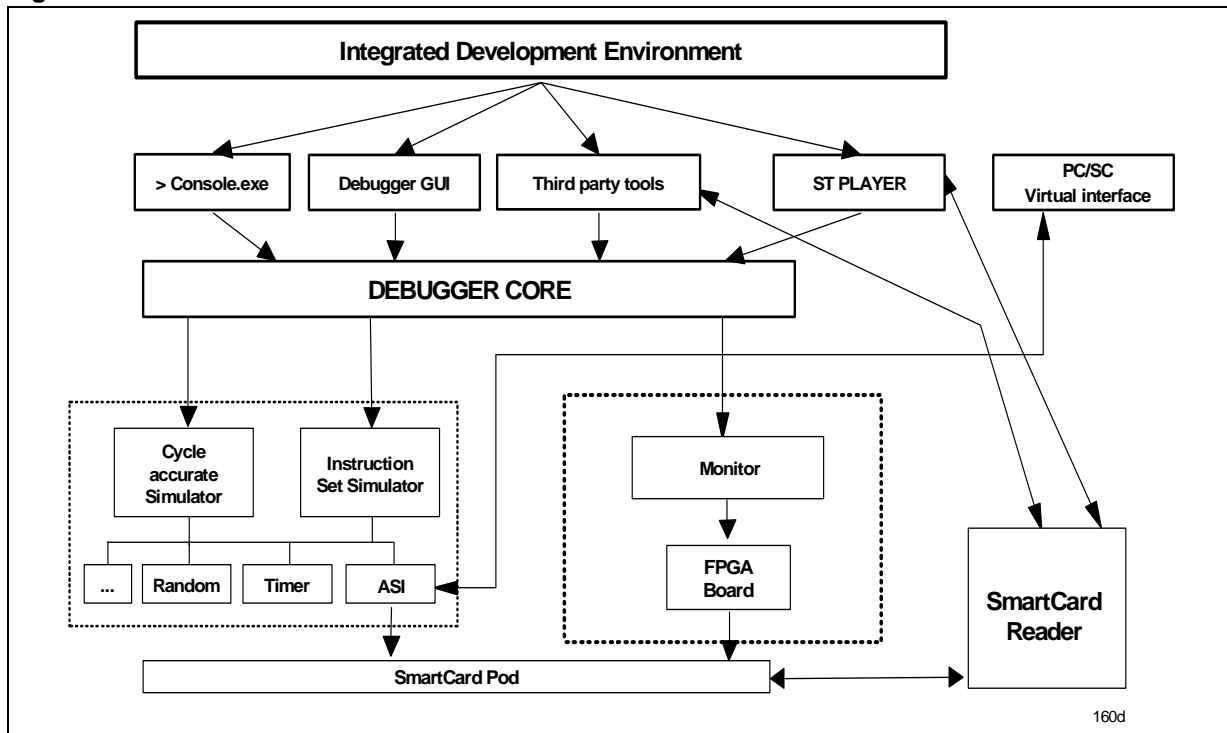 Integrated Development Environment
> Console.exe
Debugger GUI
Third party tools
ST PLAYER
PC/SC
Virtual interface
DEBUGGER CORE
Cycle
accurate
Simulator
Instruction
Set Simulator
Monitor
...
Random
Timer
ASI
FPGA
Board
SmartCard
Reader
SmartCard Pod
160d